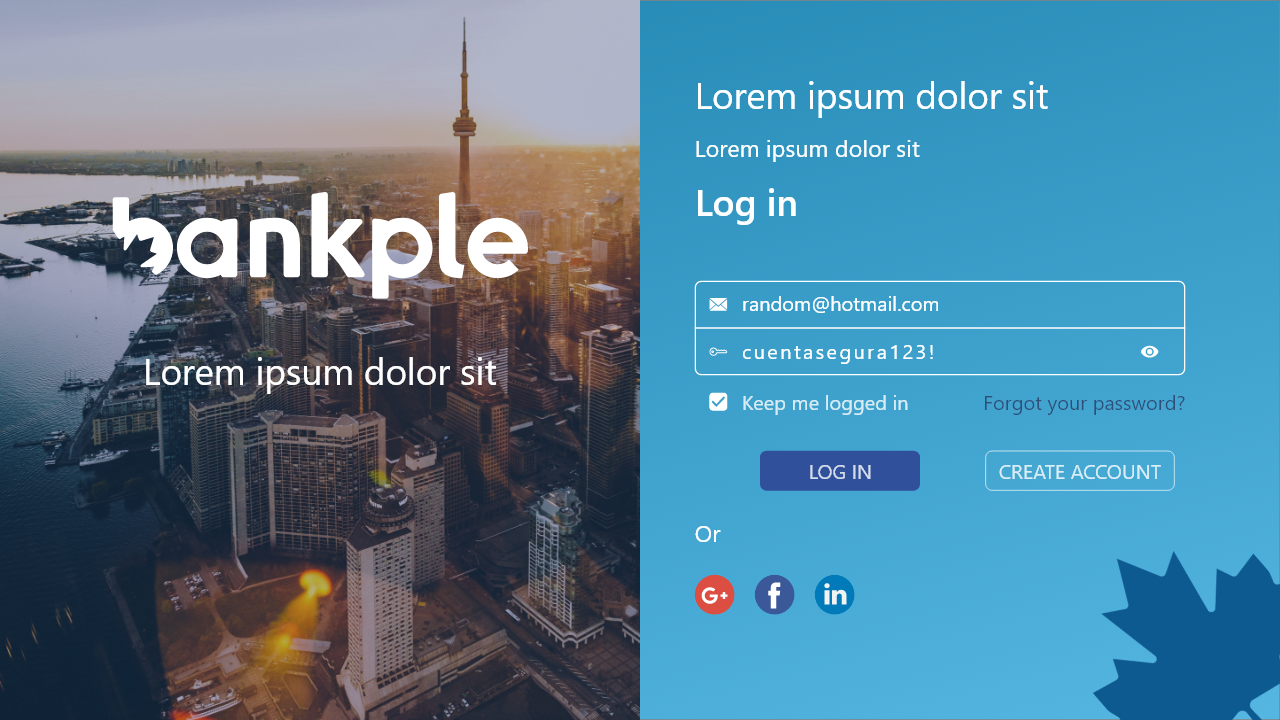 bankple
Lorem ipsum dolor sit
Lorem ipsum dolor sit
Lorem ipsum dolor sit
Log in
random@hotmail.com
cuentasegura123!
Keep me logged in
Forgot your password?
LOG IN
CREATE ACCOUNT
Or
G+
f
in